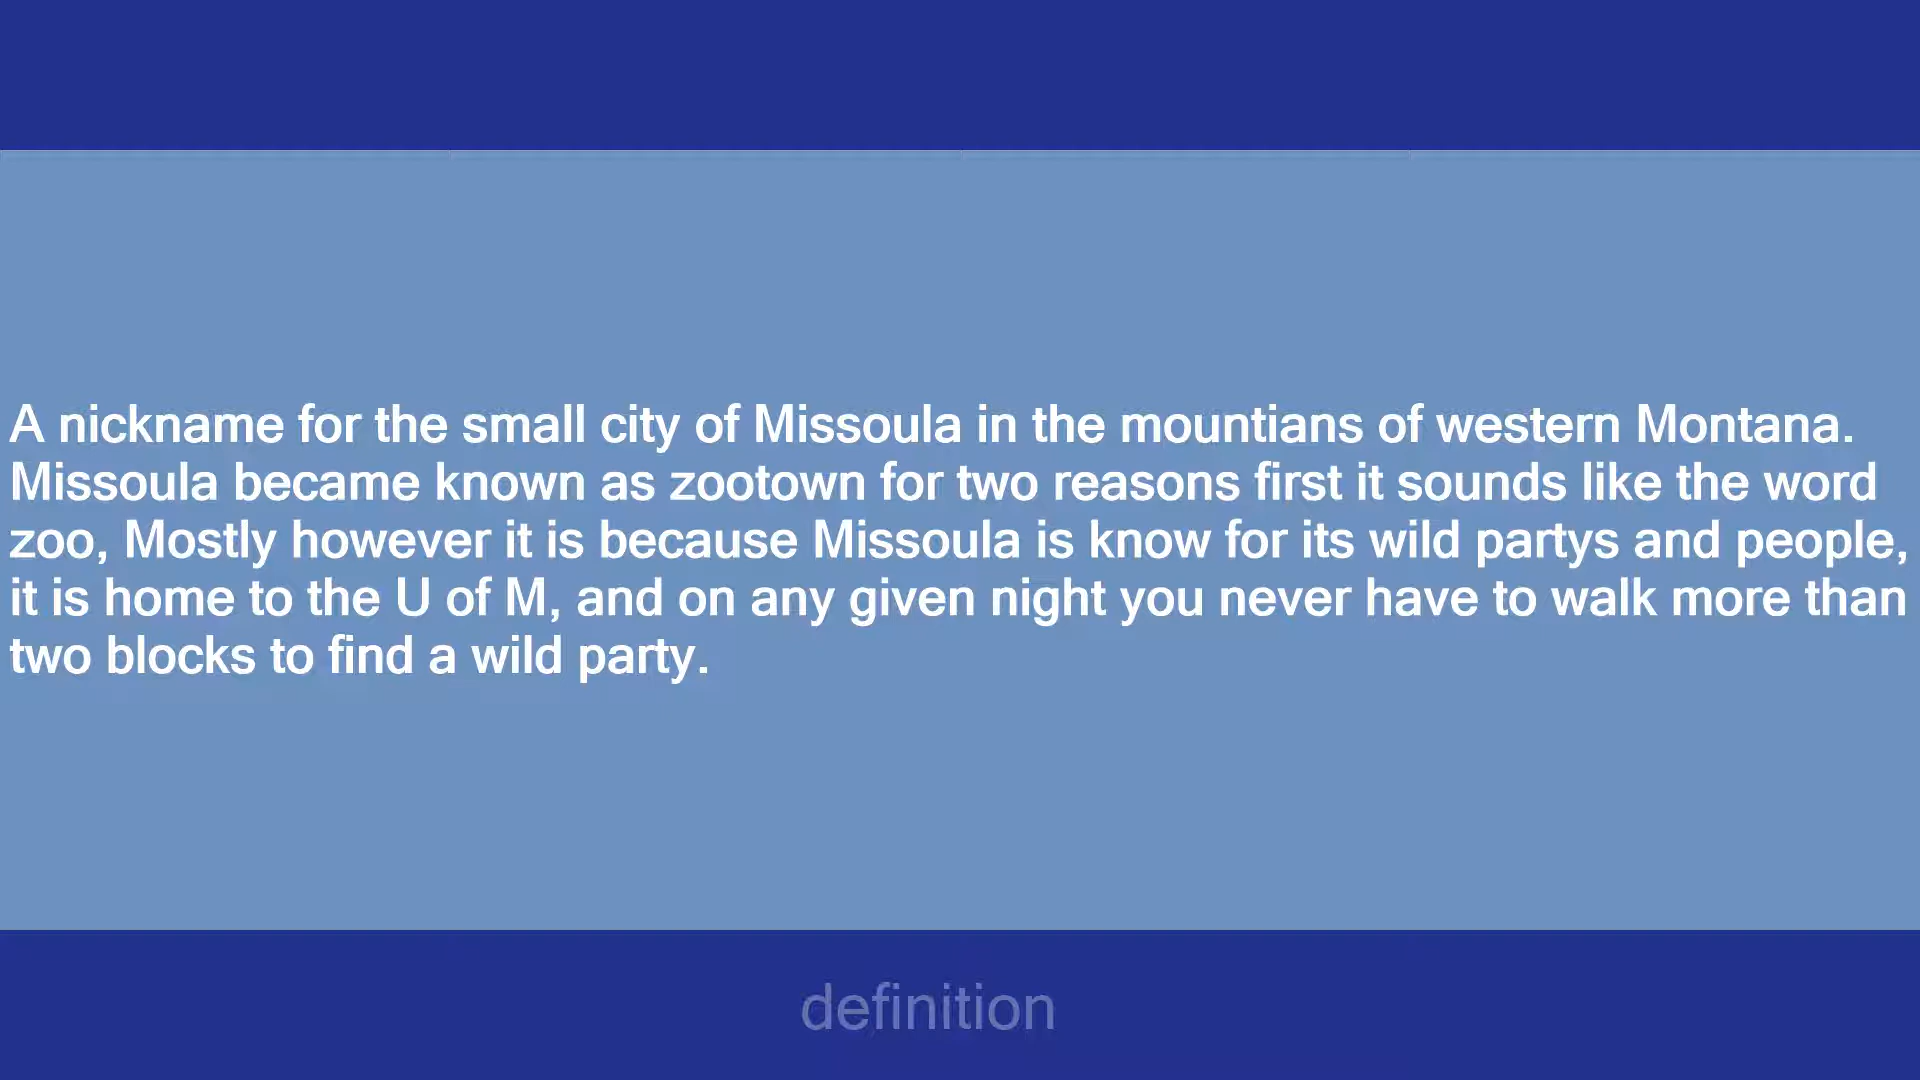 A nickname for the small city of Missoula in the mountians of western Montana.
Missoula became known as zootown for two reasons first it sounds like the word
zoo, Mostly however it is because Missoula is know for its wild partys and people,
it is home to the U of M, and on any given night you never have to walk more than
two blocks to find a wild party.
definition